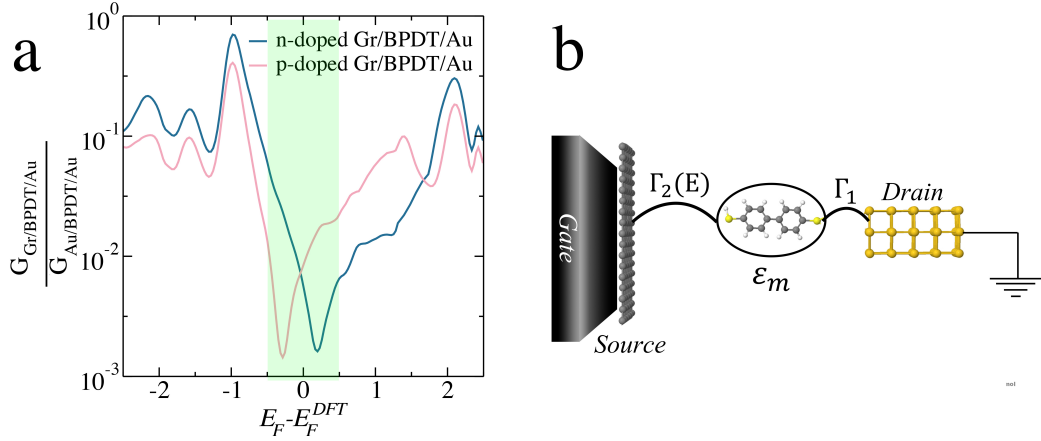 a
10^0
10^-1
10^-2
10^-3
n-doped Gr/BPDT/Au
p-doped Gr/BPDT/Au
G_Gr/BPDT/Au
G_Au/BPDT/Au
-2 -1 0 1 2
E_F-E_F^DFT
b
Γ_2(E)
Γ_1
Drain
Gate
ε_m
Source
nol